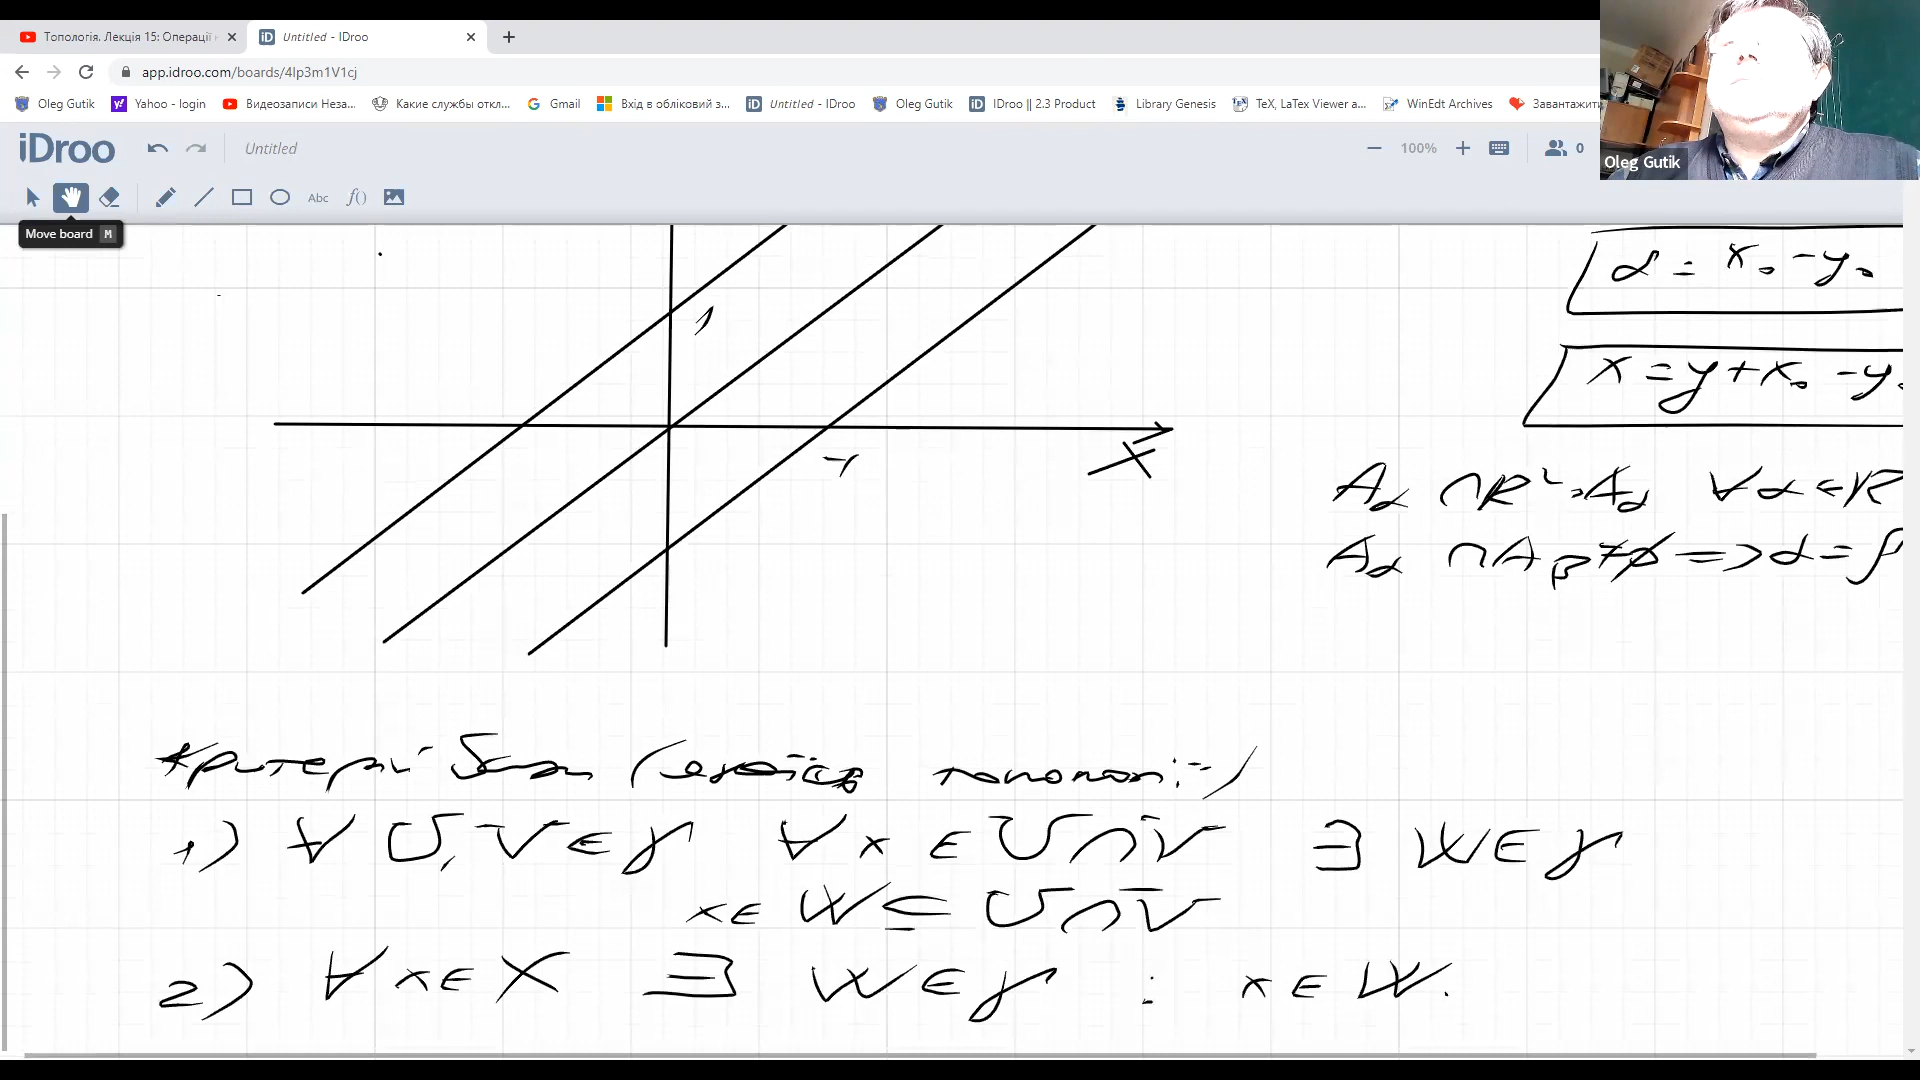 Топологія. Лекція 15: Операції
Untitled - IDroo
app.idroo.com/boards/4lp3m1V1cj
Oleg Gutik
Yahoo - login
Видеозаписи Неза...
Какие службы откл...
Gmail
Вхід в обліковий з...
Untitled - IDroo
Oleg Gutik
IDroo || 2.3 Product
Library Genesis
TeX, LaTex Viewer a...
WinEdt Archives
Завантажити
Oleg Gutik
iDroo
Untitled
100%
0
Abc
f()
Move board M
α = x₀ - y₀
x = y + x₀ - y₀
1
-1
X
A_α ∩ R² = A_α ∀α ∈ R
A_α ∩ A_β ≠ ∅ => α = β
Критерій бази (
1) ∀ U, V ∈ γ ∀ x ∈ U ∩ V ∃ W ∈ γ
x ∈ W ⊆ U ∩ V
2) ∀ x ∈ X ∃ W ∈ γ : x ∈ W.